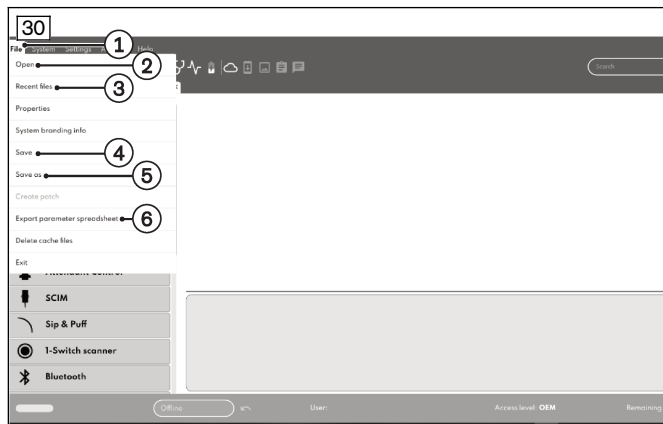 30
File System Settings Help
1
Open
2
Recent files
3
Properties
System branding info
Save
4
Save as
5
Create patch
Export parameter spreadsheet
6
Delete cache files
Exit
Attendant control
SCIM
Sip & Puff
1-Switch scanner
Bluetooth
Search
Offline
User:
Access level OEM
Remaining